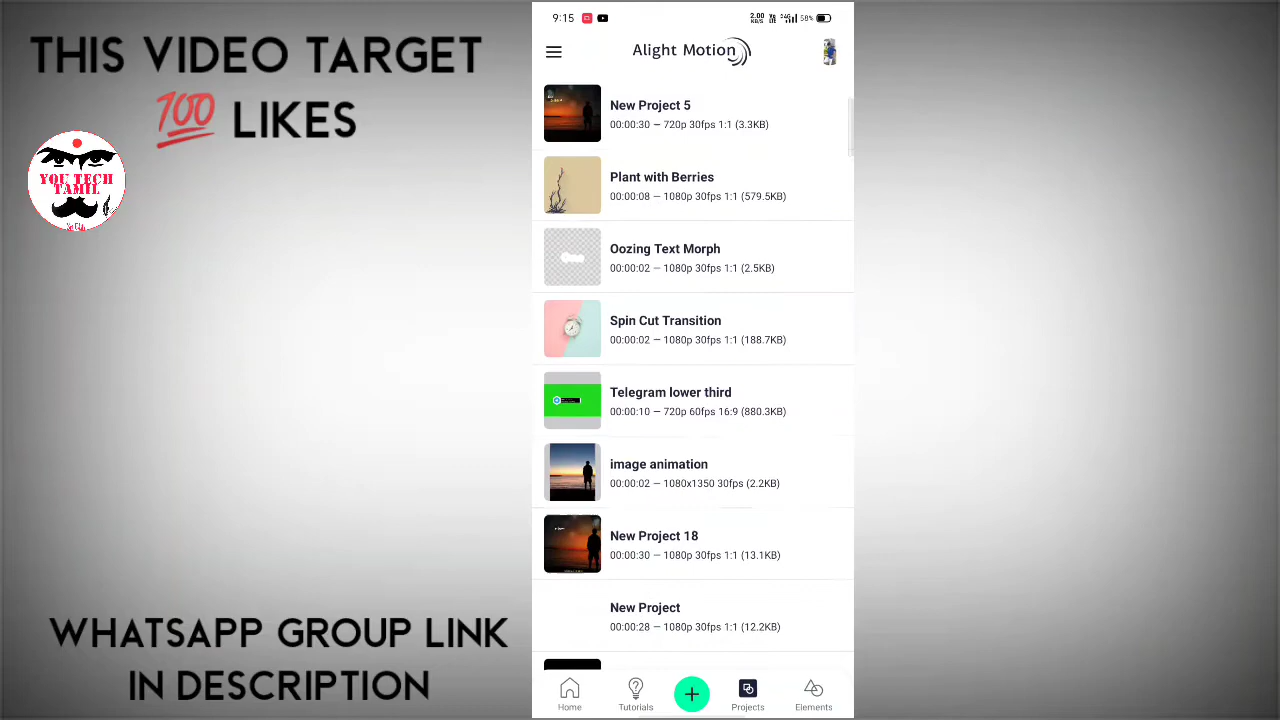 THIS VIDEO TARGET
💯 LIKES
YOU TECH
TAMIL
WHATSAPP GROUP LINK
IN DESCRIPTION
9:15
2.00
KB/S
58%
Alight Motion
New Project 5
00:00:30 — 720p 30fps 1:1 (3.3KB)
Plant with Berries
00:00:08 — 1080p 30fps 1:1 (579.5KB)
Oozing Text Morph
00:00:02 — 1080p 30fps 1:1 (2.5KB)
Spin Cut Transition
00:00:02 — 1080p 30fps 1:1 (188.7KB)
Telegram lower third
00:00:10 — 720p 60fps 16:9 (880.3KB)
image animation
00:00:02 — 1080x1350 30fps (2.2KB)
New Project 18
00:00:30 — 1080p 30fps 1:1 (13.1KB)
New Project
00:00:28 — 1080p 30fps 1:1 (12.2KB)
Home
Tutorials
Projects
Elements